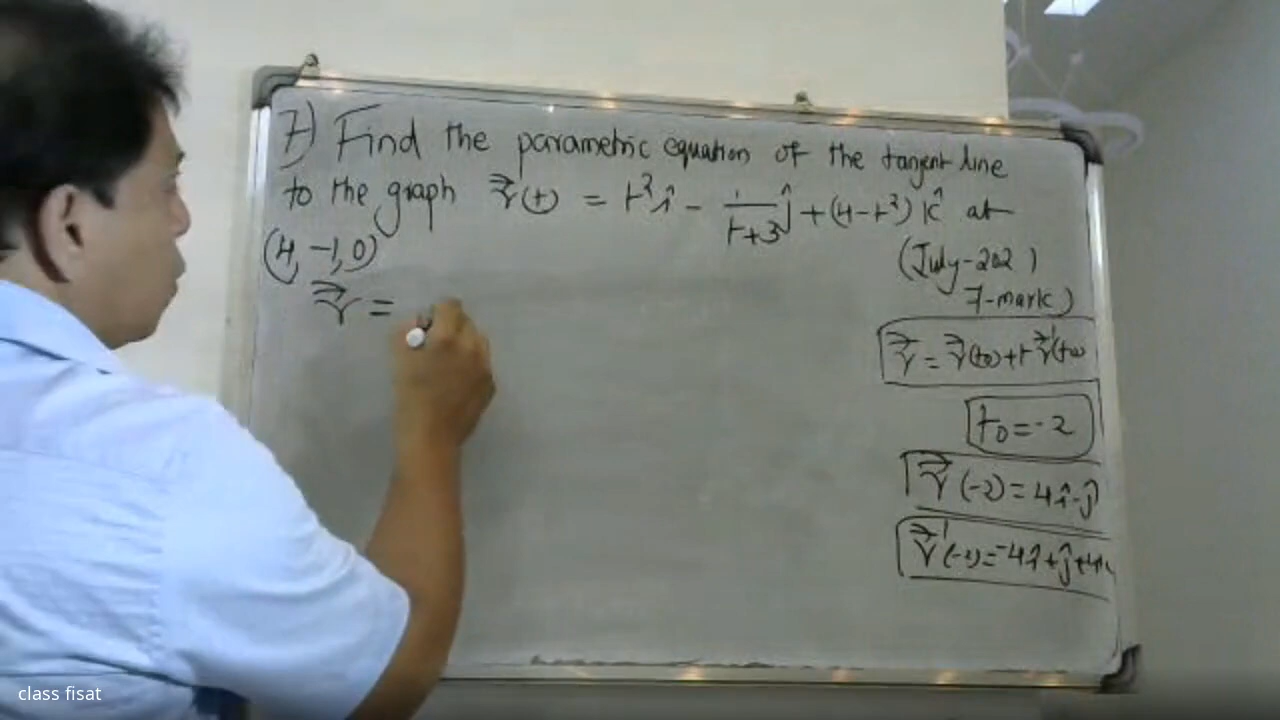 7) Find the parametric equation of the tangent line
to the graph r⃗(t) = t²î - 1/(t+3) ĵ + (4-t²) k̂ at
(4, -1, 0)
(July-2021
7-mark)
r⃗ =
r⃗ = r⃗(t₀)+t r⃗'(t₀)
t₀ = -2
r⃗(-2) = 4î-ĵ
r⃗'(-2) = -4î+ĵ+4k̂
class fisat